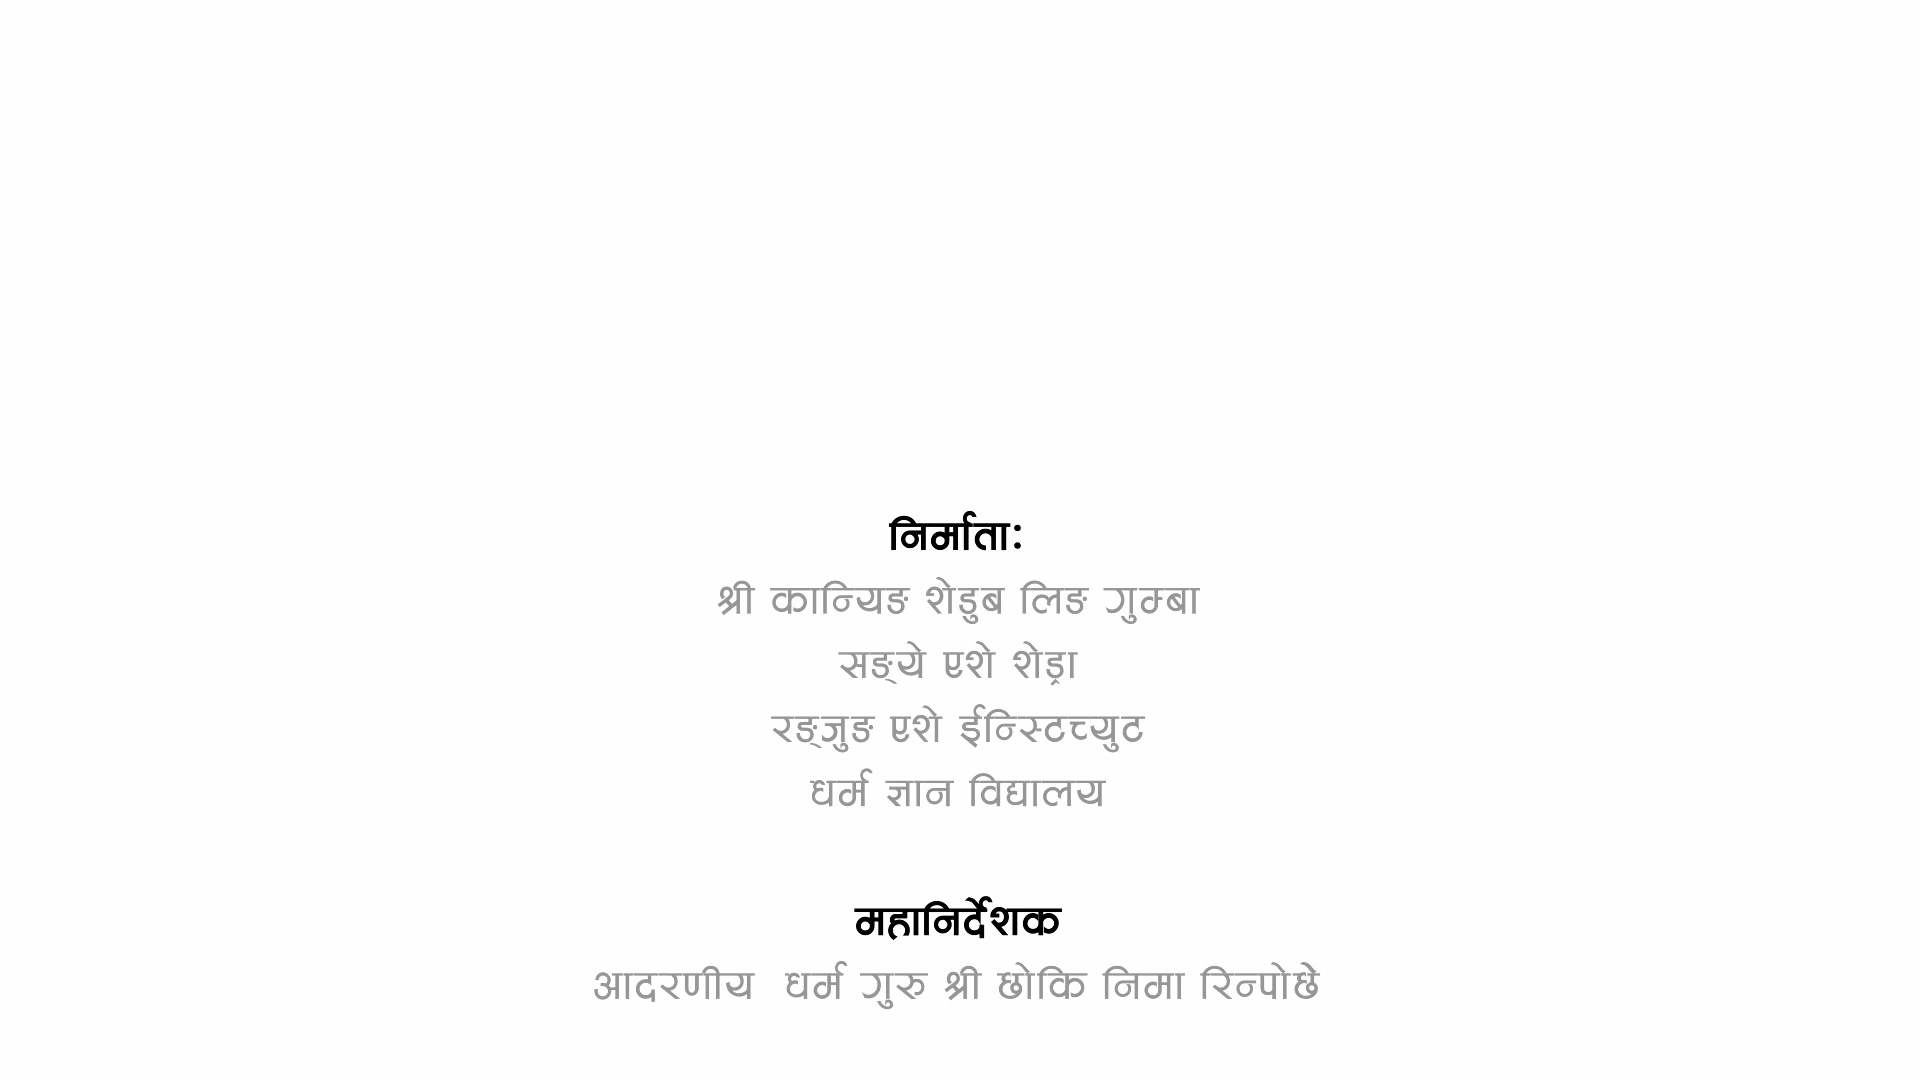 निर्माताः
श्री कान्यिङ शेडुब लिङ गुम्बा
सङ्ये एशे शेड्रा
रङ्जुङ एशे ईन्स्टिच्युट
धर्म ज्ञान विद्यालय
महानिर्देशक
आदरणीय धर्म गुरु श्री छोकि निमा रिन्पोछे